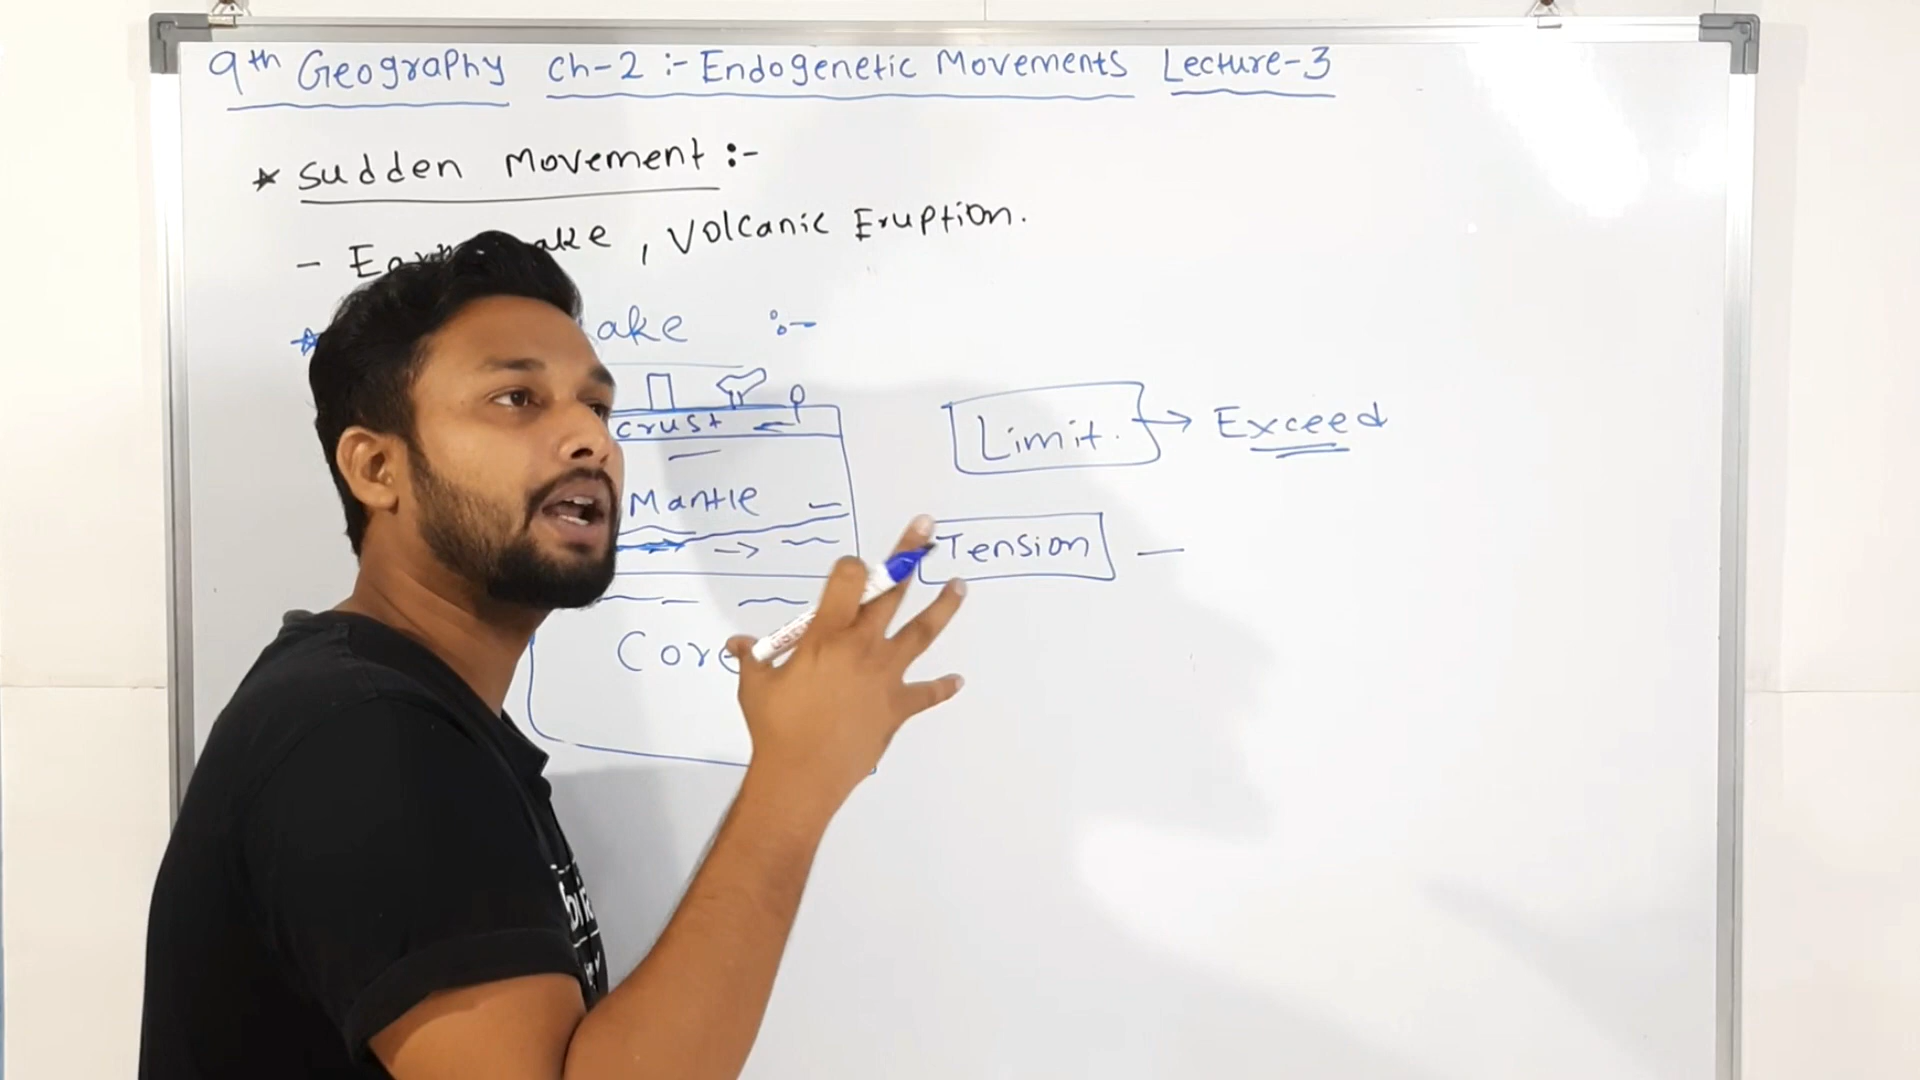 9th Geography Ch-2 :- Endogenetic Movements Lecture-3
* Sudden Movement :-
- , Volcanic Eruption.
:-
Crust
Limit. → Exceed
Mantle
Tension —
Core